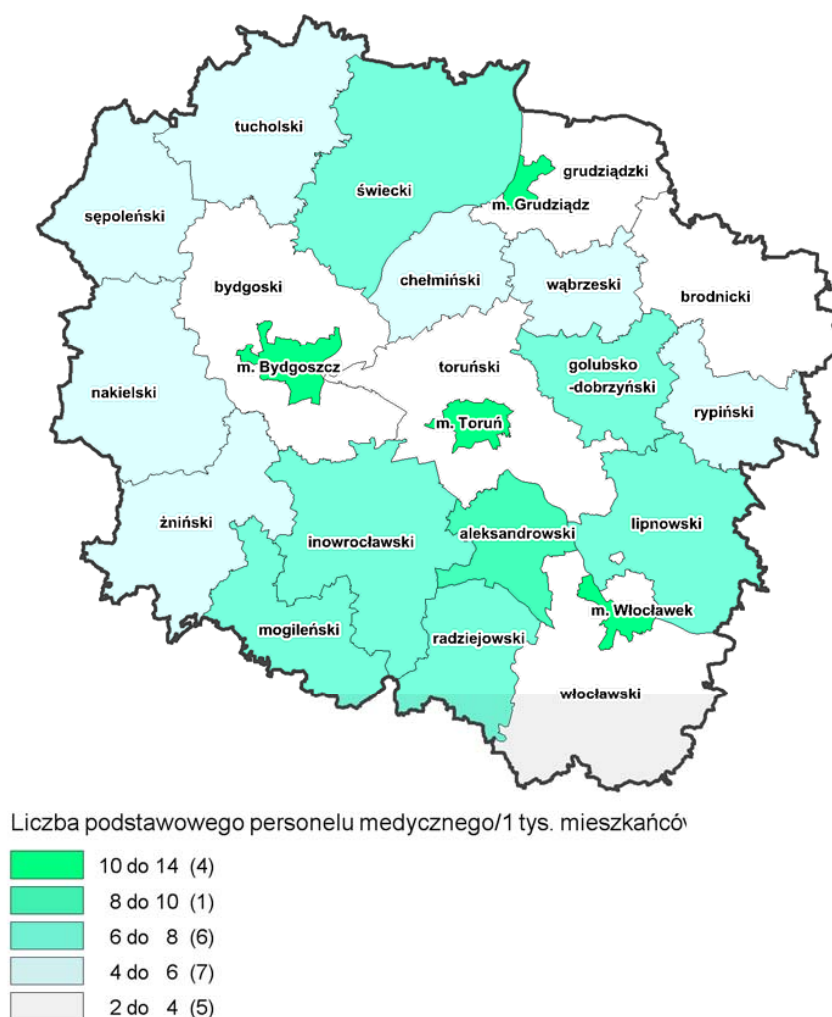 tucholski
grudziądzki
świecki
m. Grudziądz
sępoleński
chełmiński
wąbrzeski
bydgoski
brodnicki
m. Bydgoszcz
toruński
golubsko
-dobrzyński
nakielski
rypiński
m. Toruń
żniński
lipnowski
inowrocławski
aleksandrowski
m. Włocławek
mogileński
radziejowski
włocławski
Liczba podstawowego personelu medycznego/1 tys. mieszkańców
10 do 14 (4)
8 do 10 (1)
6 do 8 (6)
4 do 6 (7)
2 do 4 (5)